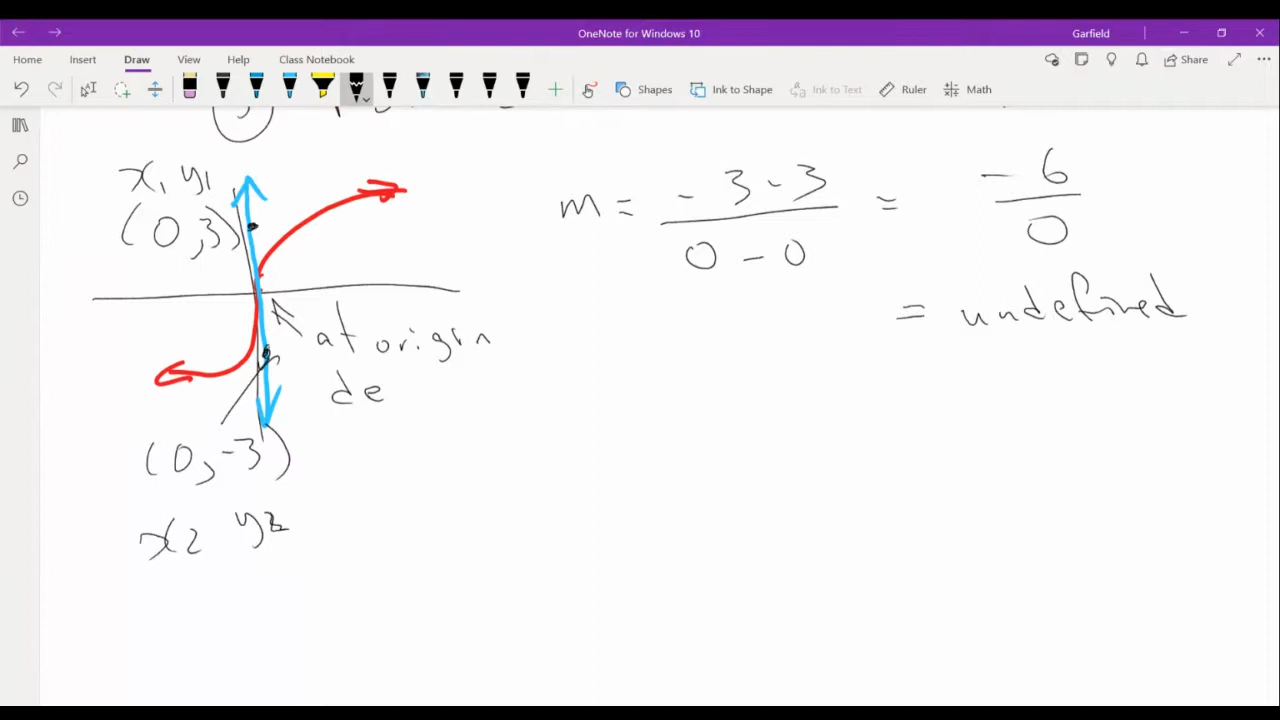 OneNote for Windows 10
Garfield
Home Insert Draw View Help Class Notebook
Share
Shapes Ink to Shape Ink to Text Ruler Math
x1 y1
(0,3)
m = -3-3 / 0-0 = -6 / 0
= undefined
at origin
de
(0,-3)
x2 y2